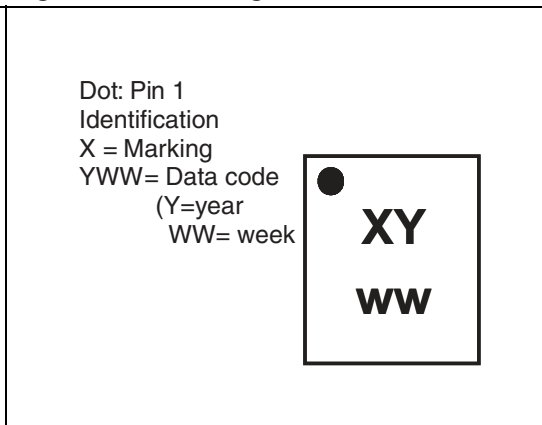 Dot: Pin 1
Identification
X = Marking
YWW= Data code
(Y=year
WW= week
XY
ww